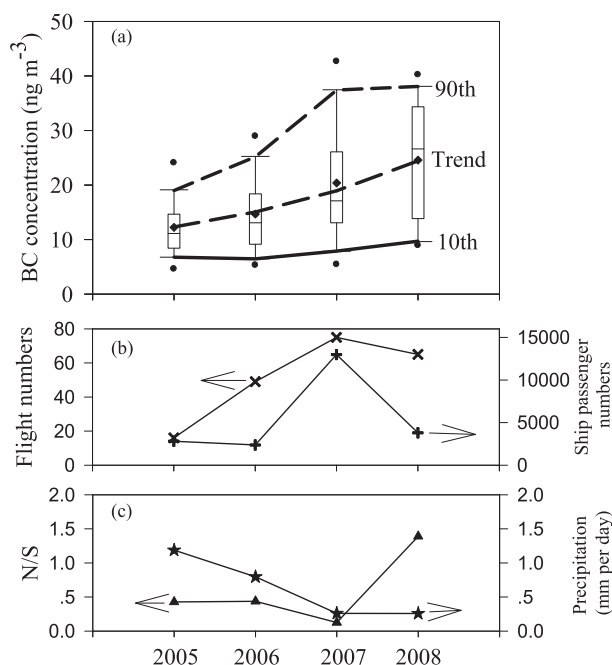 (a)
BC concentration (ng m⁻³)
50
40
30
20
10
0
90th
Trend
10th
(b)
Flight numbers
80
60
40
20
0
15000
10000
5000
0
Ship passenger
numbers
(c)
N/S
2.0
1.5
1.0
.5
0.0
2.0
1.5
1.0
.5
0.0
Precipitation
(mm per day)
2005 2006 2007 2008